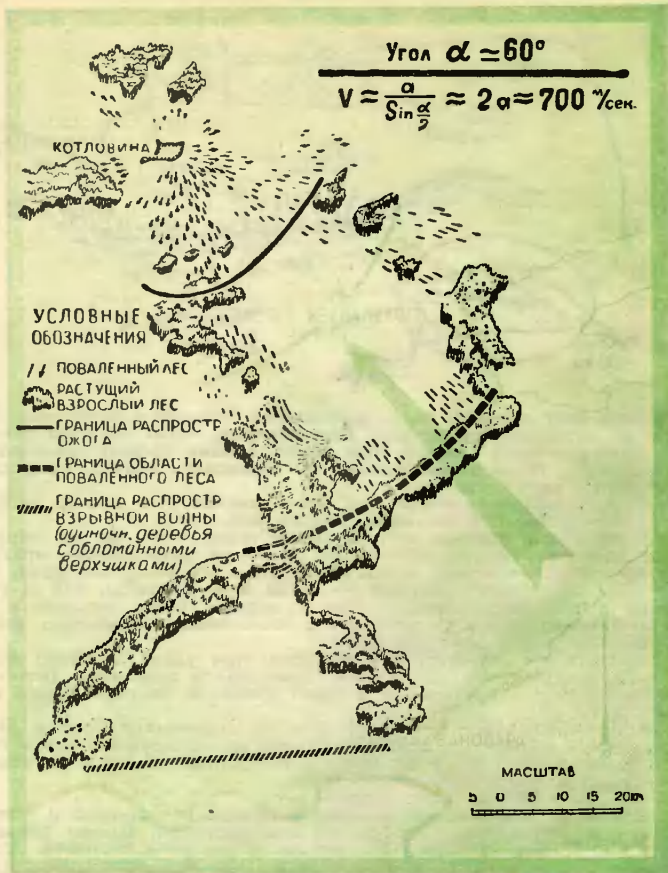 Угол α ≃ 60°
V ≈ a / Sin α/2 ≈ 2a ≈ 700 м/сек.
КОТЛОВИНА
УСЛОВНЫЕ
ОБОЗНАЧЕНИЯ
ПОВАЛЕННЫЙ ЛЕС
РАСТУЩИЙ
ВЗРОСЛЫЙ ЛЕС
ГРАНИЦА РАСПРОСТР
ОЖОГА
ГРАНИЦА ОБЛАСТИ
ПОВАЛЕННОГО ЛЕСА
ГРАНИЦА РАСПРОСТР
ВЗРЫВНОЙ ВОЛНЫ
(одиночн. деревья
с обломанными
верхушками)
МАСШТАБ
5 0 5 10 15 20км